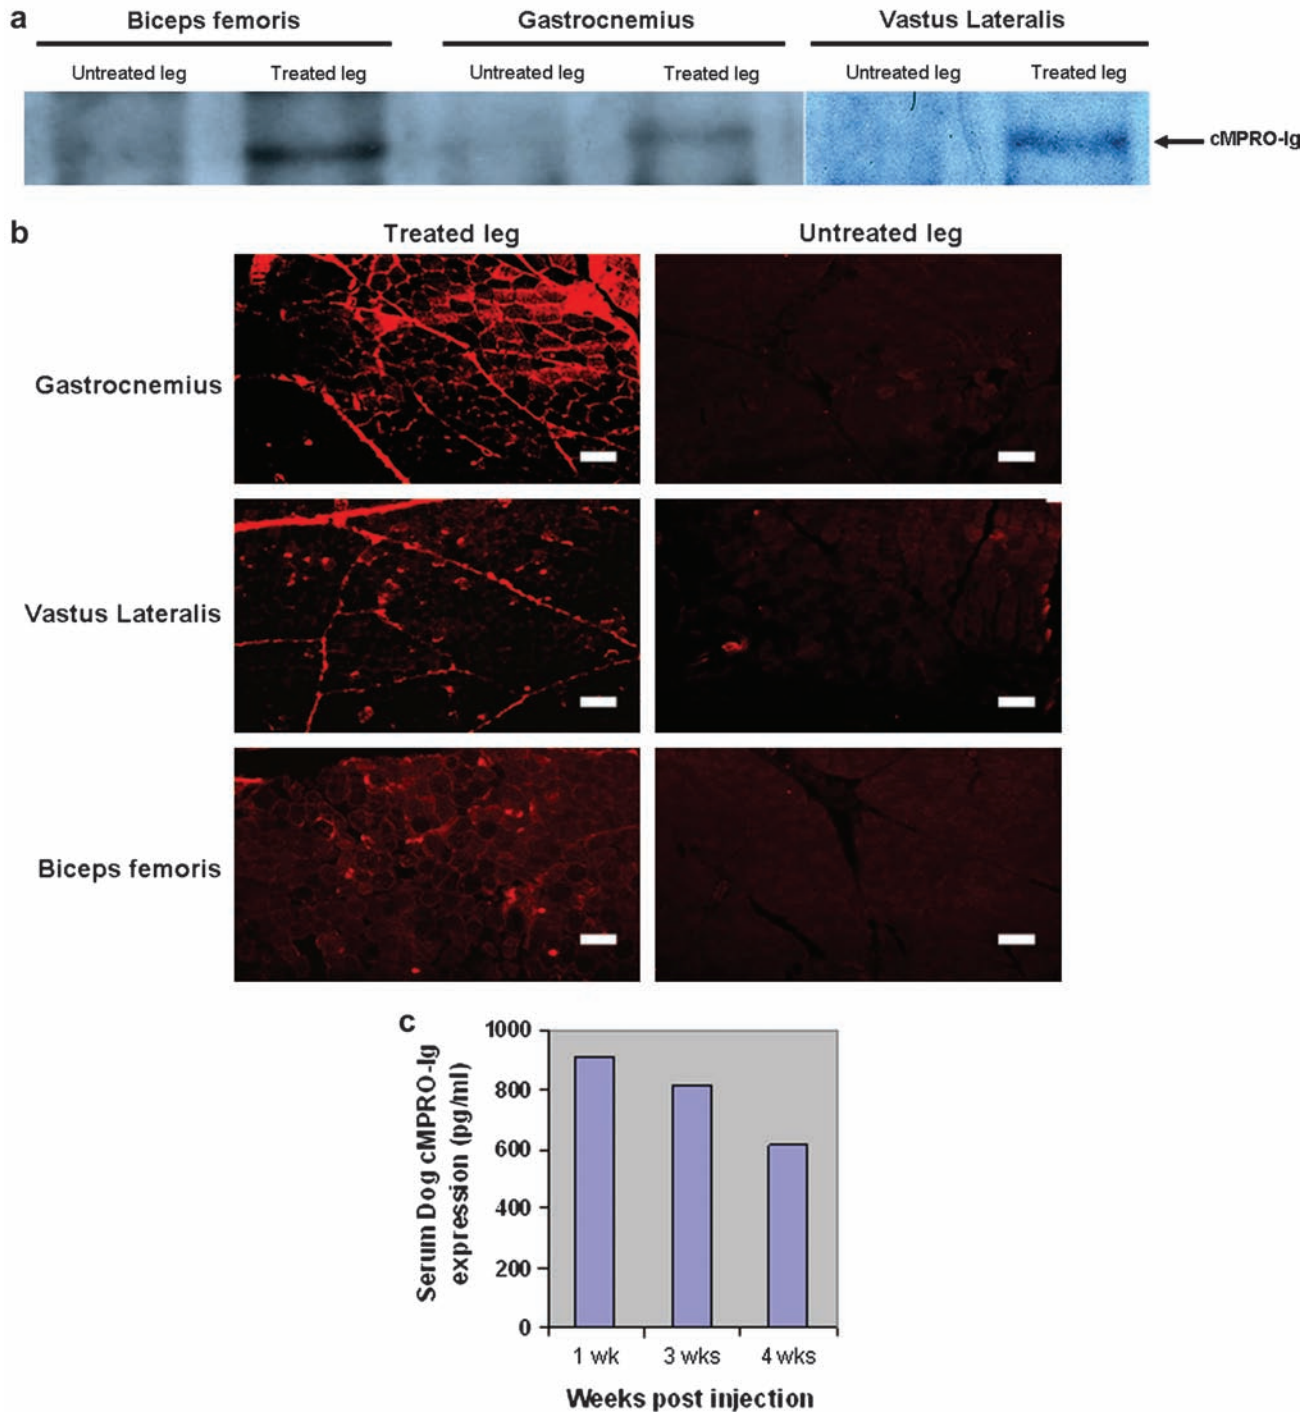 a
Biceps femoris Gastrocnemius Vastus Lateralis
Untreated leg Treated leg Untreated leg Treated leg Untreated leg Treated leg
cMPRO-Ig
b
Treated leg Untreated leg
Gastrocnemius
Vastus Lateralis
Biceps femoris
c
Serum Dog cMPRO-Ig
expression (pg/ml)
1000
800
600
400
200
0
1 wk 3 wks 4 wks
Weeks post injection